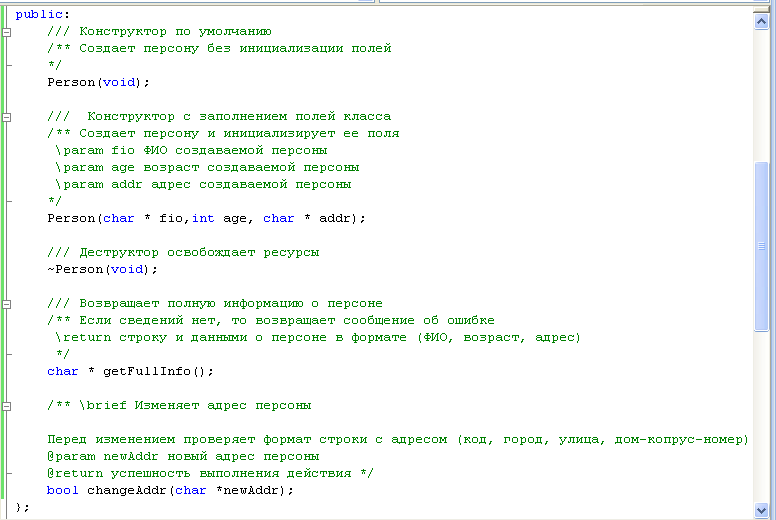 public:
/// Конструктор по умолчанию
/** Создает персону без инициализации полей
*/
Person(void);
///  Конструктор с заполнением полей класса
/** Создает персону и инициализирует ее поля
\param fio ФИО создаваемой персоны
\param age возраст создаваемой персоны
\param addr адрес создаваемой персоны
*/
Person(char * fio,int age, char * addr);
/// Деструктор освобождает ресурсы
~Person(void);
/// Возвращает полную информацию о персоне
/** Если сведений нет, то возвращает сообщение об ошибке
\return строку и данными о персоне в формате (ФИО, возраст, адрес)
*/
char * getFullInfo();
/** \brief Изменяет адрес персоны
Перед изменением проверяет формат строки с адресом (код, город, улица, дом-копрус-номер)
@param newAddr новый адрес персоны
@return успешность выполнения действия */
bool changeAddr(char *newAddr);
};